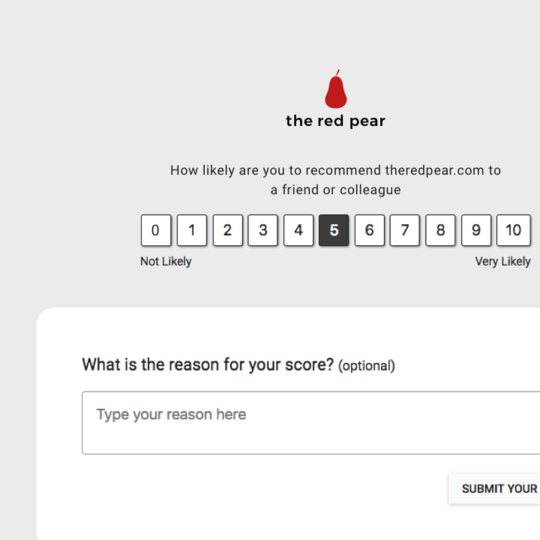 the red pear
How likely are you to recommend theredpear.com to
a friend or colleague
0 1 2 3 4 5 6 7 8 9 10
Not Likely Very Likely
What is the reason for your score? (optional)
Type your reason here
SUBMIT YOUR